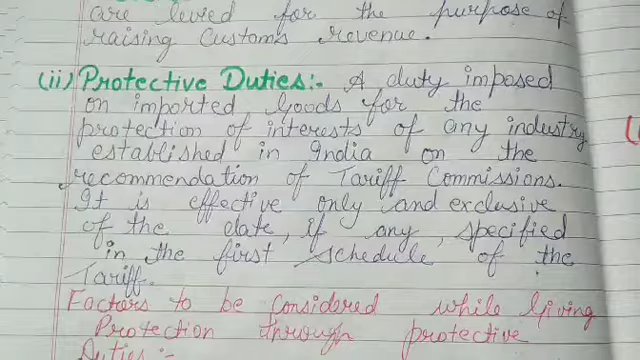 are levied for the purpose of
raising Customs revenue.
(ii) Protective Duties:- A duty imposed
on imported Goods for the
protection of interests of any industry
established in India on the
recommendation of Tariff Commissions.
It is effective only and exclusive
of the date, if any, specified
in the first schedule of the
Tariff.
Factors to be Considared while Giving
Protection through protective
Duties :-